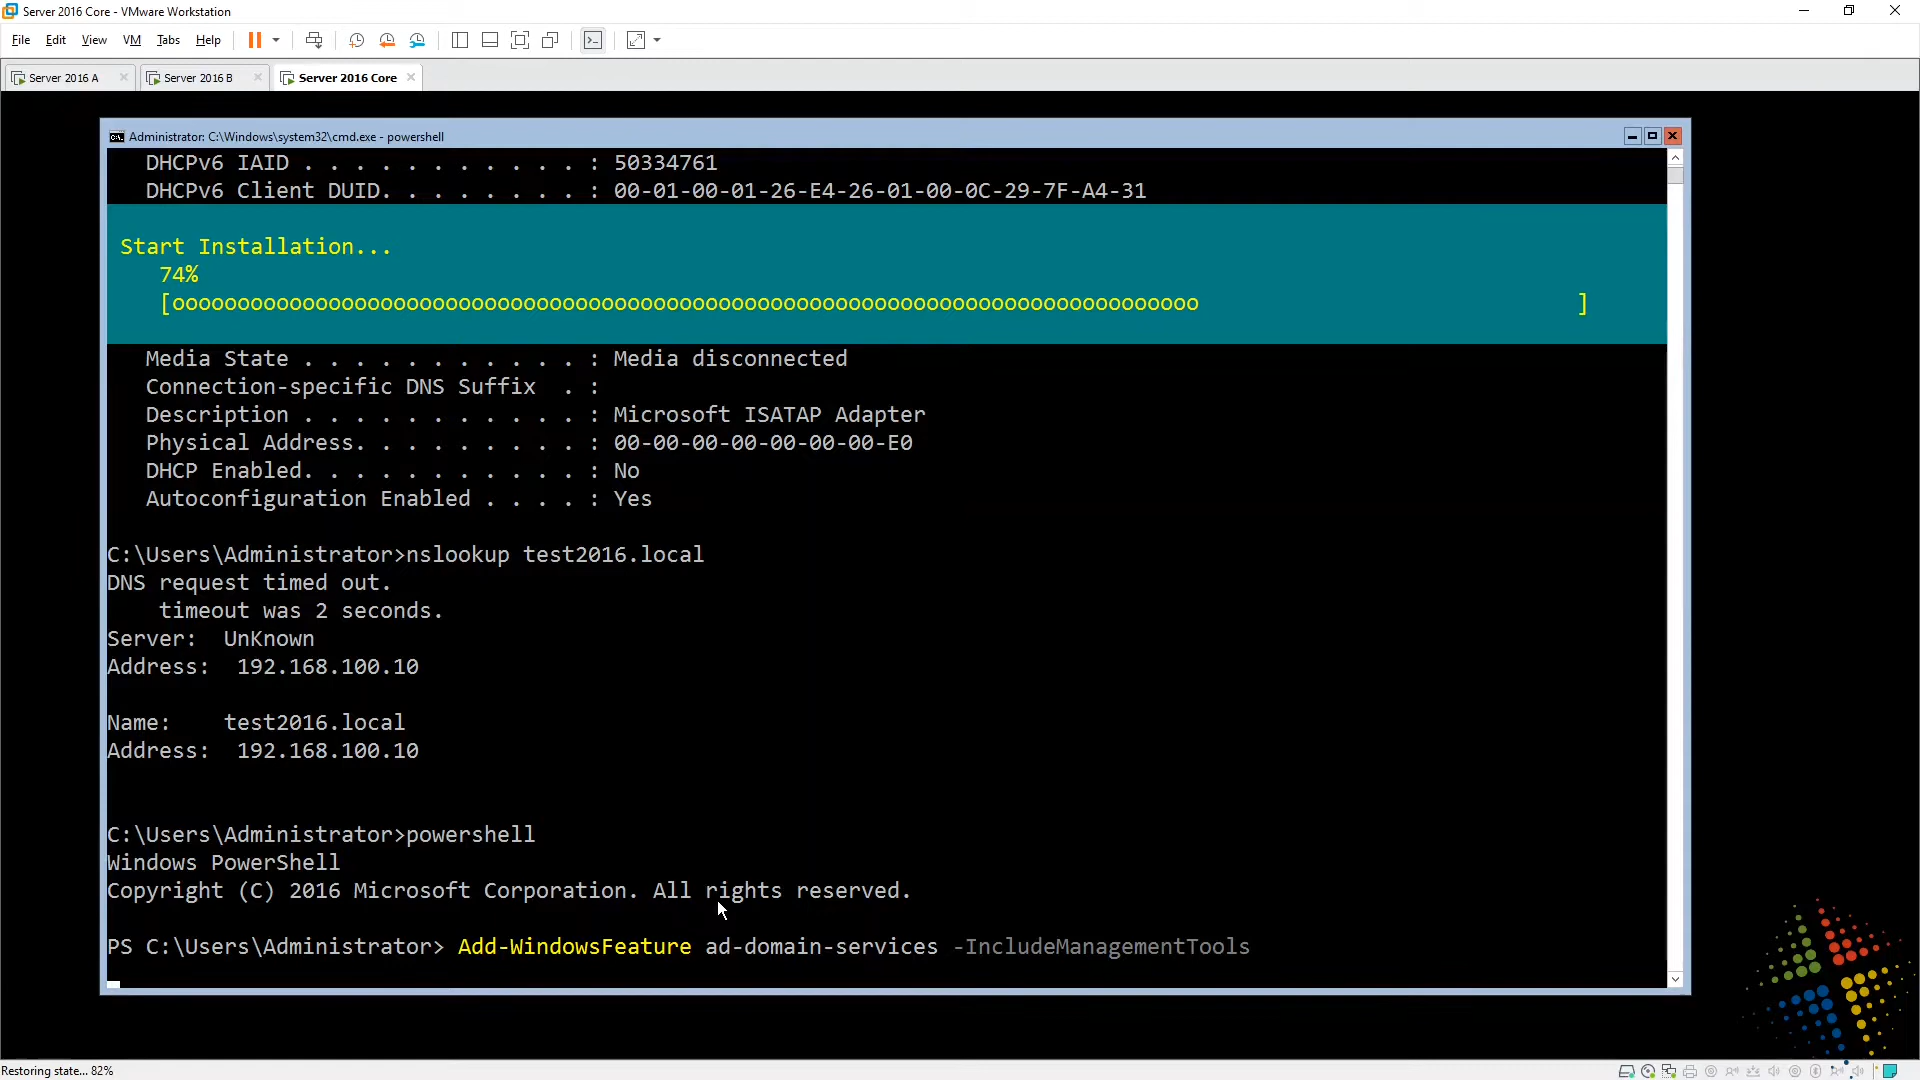 Server 2016 Core - VMware Workstation
File Edit View VM Tabs Help
Server 2016 A
Server 2016 B
Server 2016 Core
Administrator: C:\Windows\system32\cmd.exe - powershell
DHCPv6 IAID . . . . . . . . . . . : 50334761
DHCPv6 Client DUID. . . . . . . . : 00-01-00-01-26-E4-26-01-00-0C-29-7F-A4-31
Start Installation...
74%
[ooooooooooooooooooooooooooooooooooooooooooooooooooooooooooooooooooooooooooooooo                             ]
Media State . . . . . . . . . . . : Media disconnected
Connection-specific DNS Suffix  . :
Description . . . . . . . . . . . : Microsoft ISATAP Adapter
Physical Address. . . . . . . . . : 00-00-00-00-00-00-00-E0
DHCP Enabled. . . . . . . . . . . : No
Autoconfiguration Enabled . . . . : Yes
C:\Users\Administrator>nslookup test2016.local
DNS request timed out.
timeout was 2 seconds.
Server:  UnKnown
Address:  192.168.100.10
Name:    test2016.local
Address:  192.168.100.10
C:\Users\Administrator>powershell
Windows PowerShell
Copyright (C) 2016 Microsoft Corporation. All rights reserved.
PS C:\Users\Administrator> Add-WindowsFeature ad-domain-services -IncludeManagementTools
Restoring state... 82%